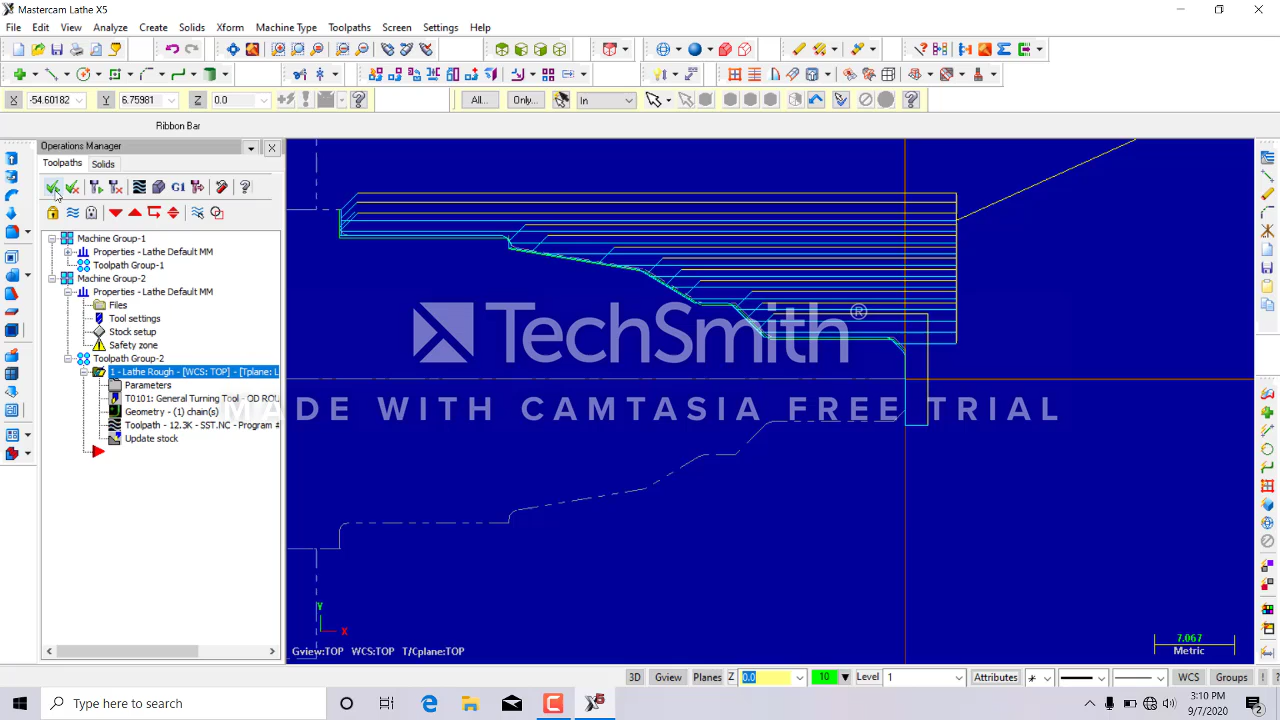 Mastercam Lathe X5
File Edit View Analyze Create Solids Xform Machine Type Toolpaths Screen Settings Help
X -54.60182 Y 6.75981 Z 0.0 All... Only... In
Ribbon Bar
Operations Manager
Toolpaths Solids
G1
Machine Group-1
Properties - Lathe Default MM
Toolpath Group-1
Machine Group-2
Properties - Lathe Default MM
Files
Tool settings
Stock setup
Safety zone
Toolpath Group-2
1 - Lathe Rough - [WCS: TOP] - [Tplane: L
Parameters
T0101: General Turning Tool - OD ROU
Geometry - (1) chain(s)
Toolpath - 12.3K - SST.NC - Program #
Update stock
TechSmith®
MADE WITH CAMTASIA FREE TRIAL
Y
X
Gview:TOP WCS:TOP T/Cplane:TOP
7.067
Metric
3D Gview Planes Z 0.0 10 Level 1 Attributes WCS Groups ! ?
Type here to search
3:10 PM
9/7/2020
2